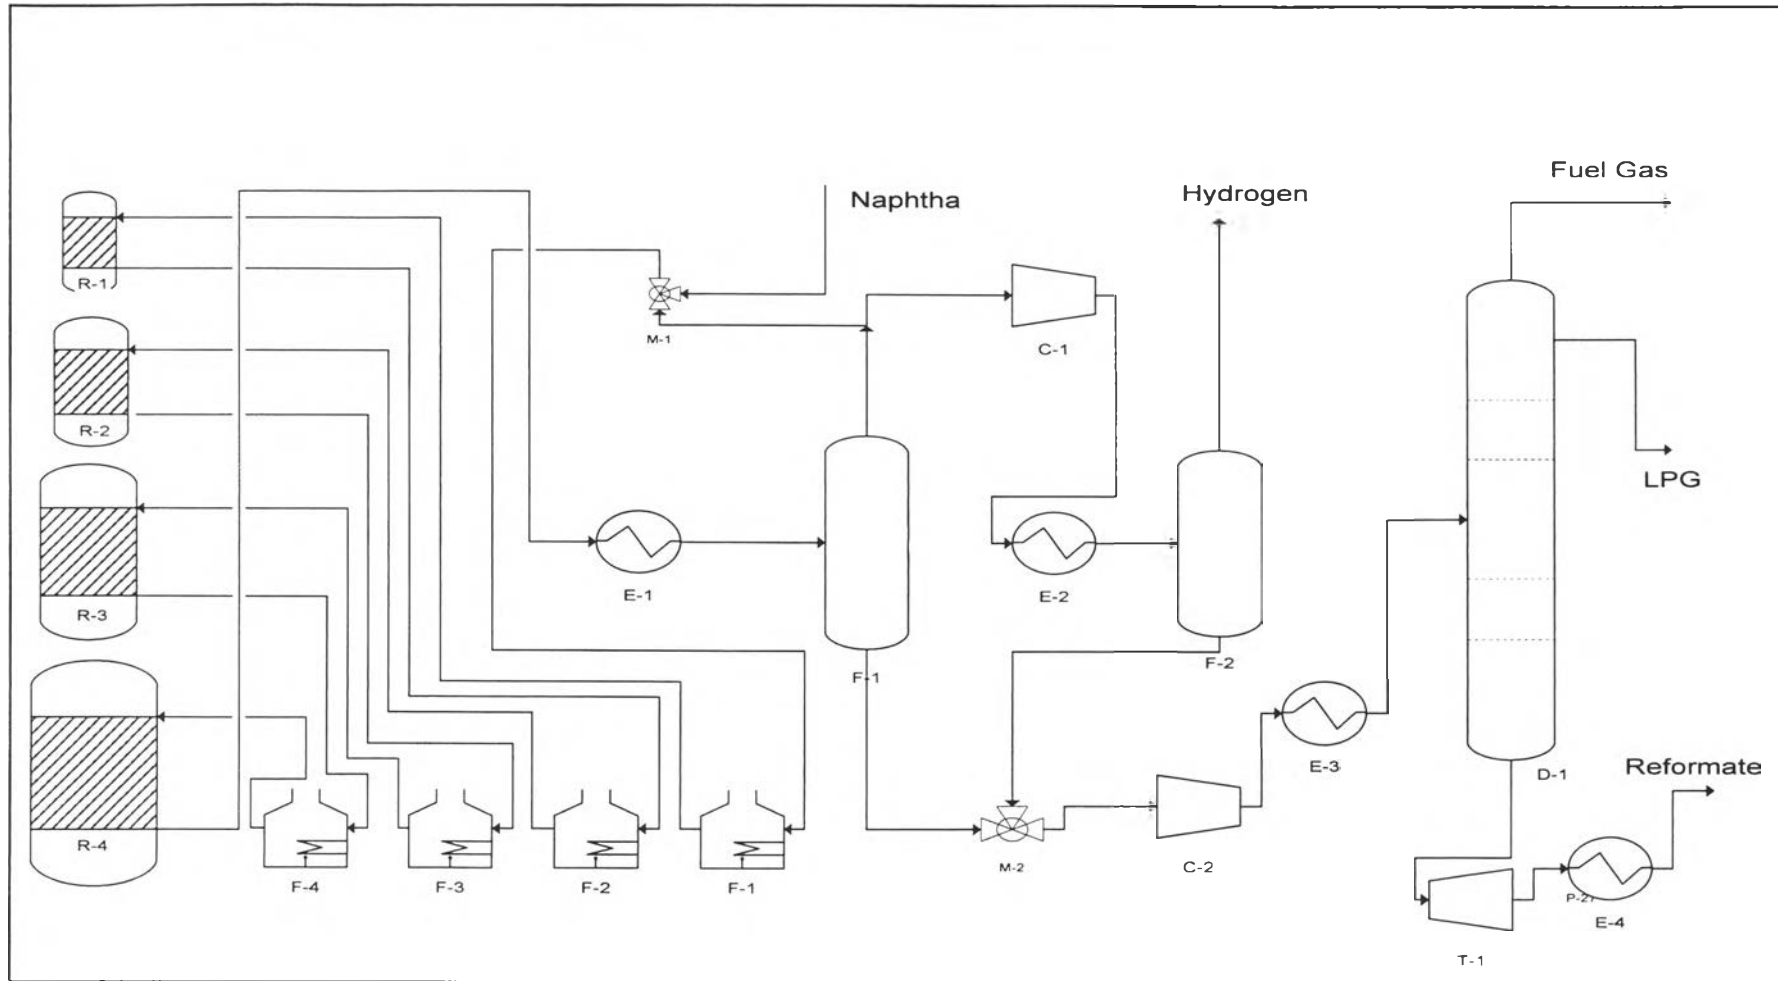 Fuel Gas
Naphtha
Hydrogen
R-1
M-1
C-1
R-2
LPG
E-1
E-2
R-3
F-1
F-2
E-3
D-1
Reformate
R-4
F-4
F-3
F-2
F-1
M-2
C-2
P-27
E-4
T-1